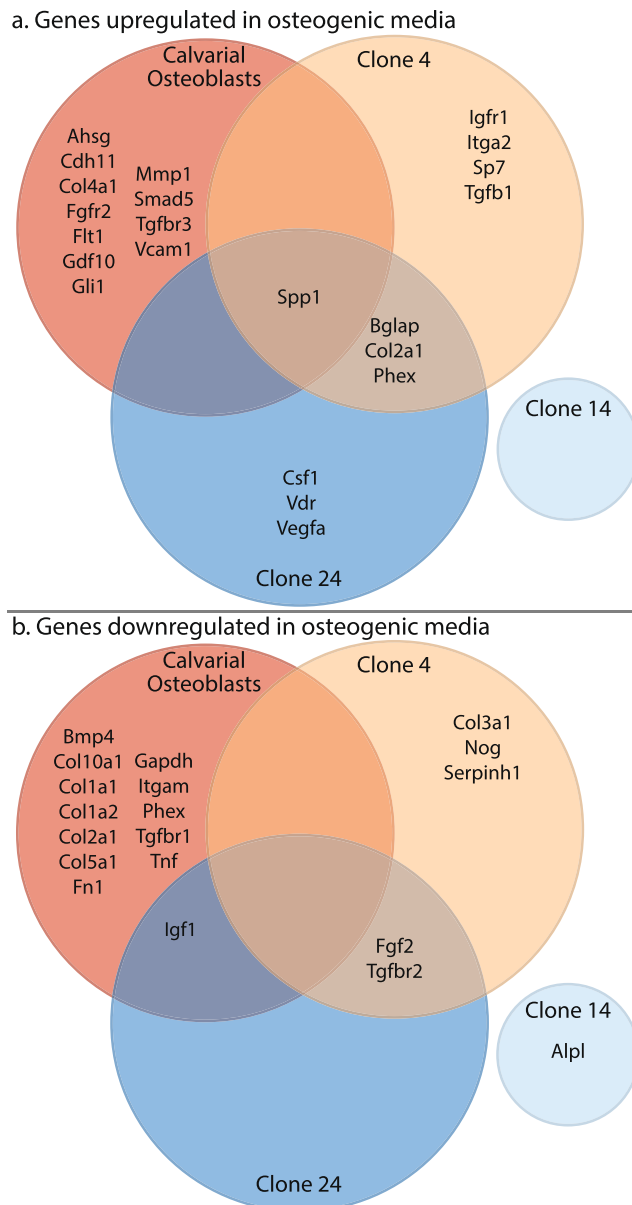 a. Genes upregulated in osteogenic media
Calvarial
Osteoblasts
Clone 4
Ahsg
Cdh11
Col4a1
Fgfr2
Flt1
Gdf10
Gli1
Mmp1
Smad5
Tgfbr3
Vcam1
Igfr1
Itga2
Sp7
Tgfb1
Spp1
Bglap
Col2a1
Phex
Clone 14
Csf1
Vdr
Vegfa
Clone 24
b. Genes downregulated in osteogenic media
Calvarial
Osteoblasts
Clone 4
Bmp4
Col10a1
Col1a1
Col1a2
Col2a1
Col5a1
Fn1
Gapdh
Itgam
Phex
Tgfbr1
Tnf
Col3a1
Nog
Serpinh1
Igf1
Fgf2
Tgfbr2
Clone 14
Alpl
Clone 24